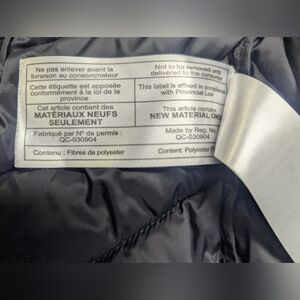 Ne pas enlever avant la
livraison au consommateur
Cette étiquette est apposée
conformément à la loi de la
province
Cet article contient des
MATÉRIAUX NEUFS
SEULEMENT
Fabriqué par N° de permis :
QC-030904
Contenu : Fibres de polyester
Not to be removed until
delivered to the consumer
This label is affixed in compliance
with Provincial Law
This article contains
NEW MATERIAL ONLY
Made by Reg. No.
QC-030904
Content: Polyester